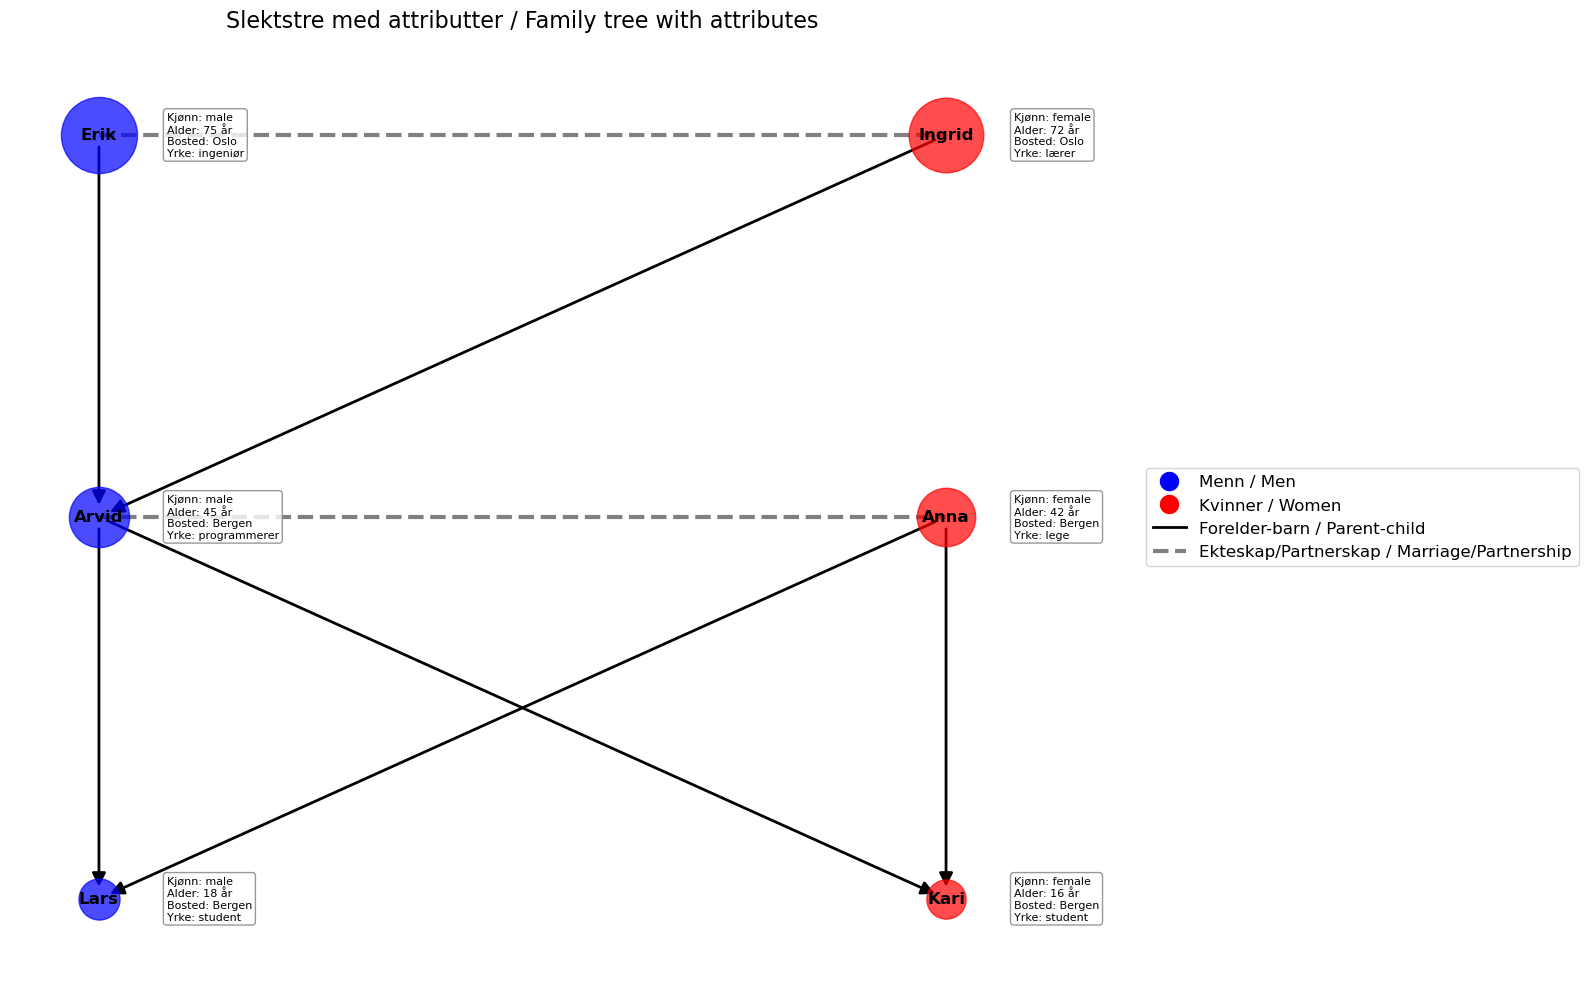 Slektstre med attributter / Family tree with attributes
Erik
Kjønn: male
Alder: 75 år
Bosted: Oslo
Yrke: ingeniør
Ingrid
Kjønn: female
Alder: 72 år
Bosted: Oslo
Yrke: lærer
Arvid
Kjønn: male
Alder: 45 år
Bosted: Bergen
Yrke: programmerer
Anna
Kjønn: female
Alder: 42 år
Bosted: Bergen
Yrke: lege
Menn / Men
Kvinner / Women
Forelder-barn / Parent-child
Ekteskap/Partnerskap / Marriage/Partnership
Lars
Kjønn: male
Alder: 18 år
Bosted: Bergen
Yrke: student
Kari
Kjønn: female
Alder: 16 år
Bosted: Bergen
Yrke: student